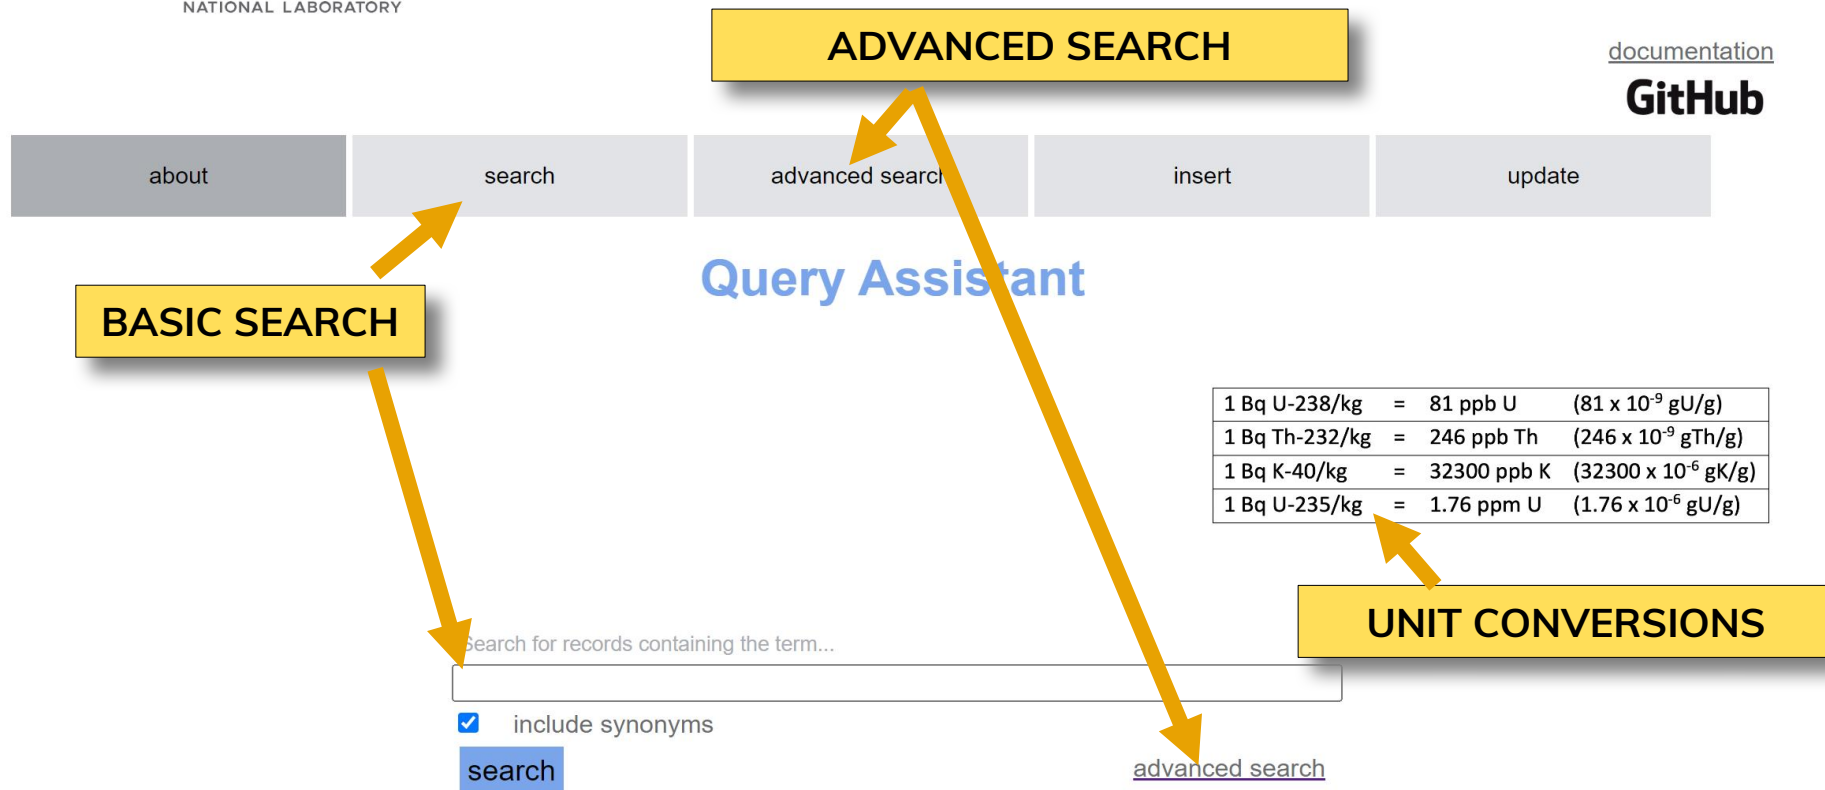 NATIONAL LABORATORY
ADVANCED SEARCH
documentation
GitHub
about
search
advanced search
insert
update
Query Assistant
BASIC SEARCH
1 Bq U-238/kg = 81 ppb U (81 x 10⁻⁹ gU/g)
1 Bq Th-232/kg = 246 ppb Th (246 x 10⁻⁹ gTh/g)
1 Bq K-40/kg = 32300 ppb K (32300 x 10⁻⁶ gK/g)
1 Bq U-235/kg = 1.76 ppm U (1.76 x 10⁻⁶ gU/g)
UNIT CONVERSIONS
Search for records containing the term...
include synonyms
search
advanced search